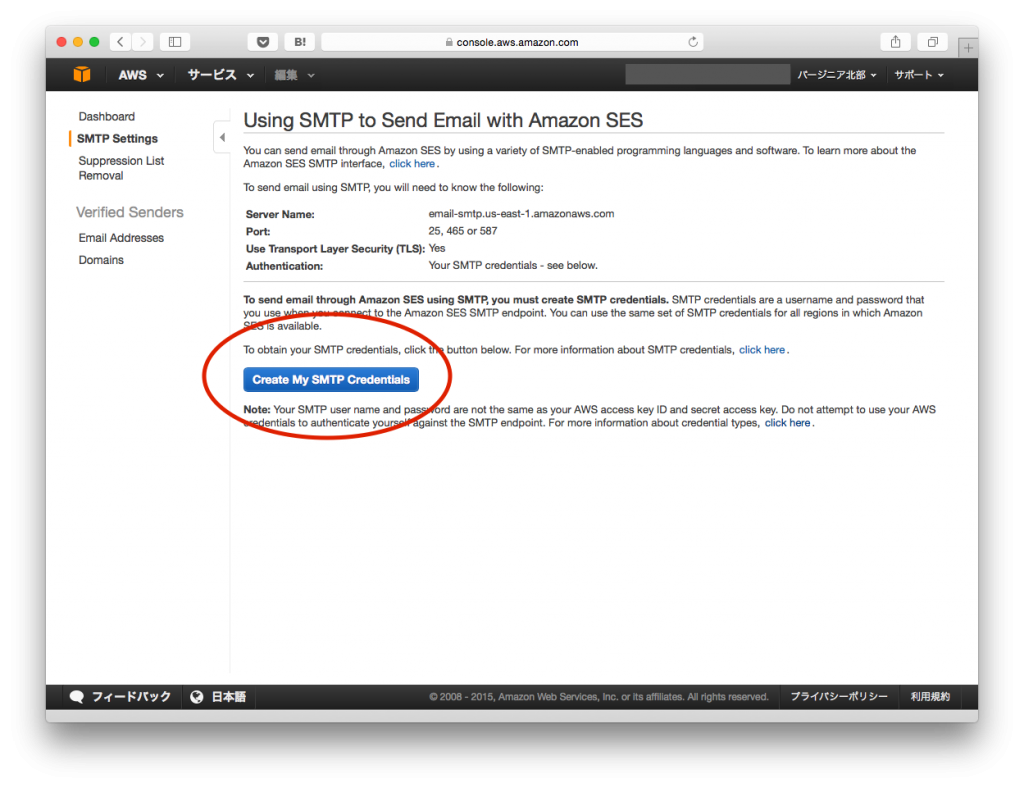 B!
console.aws.amazon.com
AWS サービス 編集 バージニア北部 サポート
Dashboard
SMTP Settings
Suppression List
Removal
Verified Senders
Email Addresses
Domains
Using SMTP to Send Email with Amazon SES
You can send email through Amazon SES by using a variety of SMTP-enabled programming languages and software. To learn more about the
Amazon SES SMTP interface, click here.
To send email using SMTP, you will need to know the following:
Server Name: email-smtp.us-east-1.amazonaws.com
Port: 25, 465 or 587
Use Transport Layer Security (TLS): Yes
Authentication: Your SMTP credentials - see below.
To send email through Amazon SES using SMTP, you must create SMTP credentials. SMTP credentials are a username and password that
you use when you connect to the Amazon SES SMTP endpoint. You can use the same set of SMTP credentials for all regions in which Amazon
SES is available.
To obtain your SMTP credentials, click the button below. For more information about SMTP credentials, click here.
Create My SMTP Credentials
Note: Your SMTP user name and password are not the same as your AWS access key ID and secret access key. Do not attempt to use your AWS
credentials to authenticate yourself against the SMTP endpoint. For more information about credential types, click here.
フィードバック 日本語 © 2008 - 2015, Amazon Web Services, Inc. or its affiliates. All rights reserved. プライバシーポリシー 利用規約